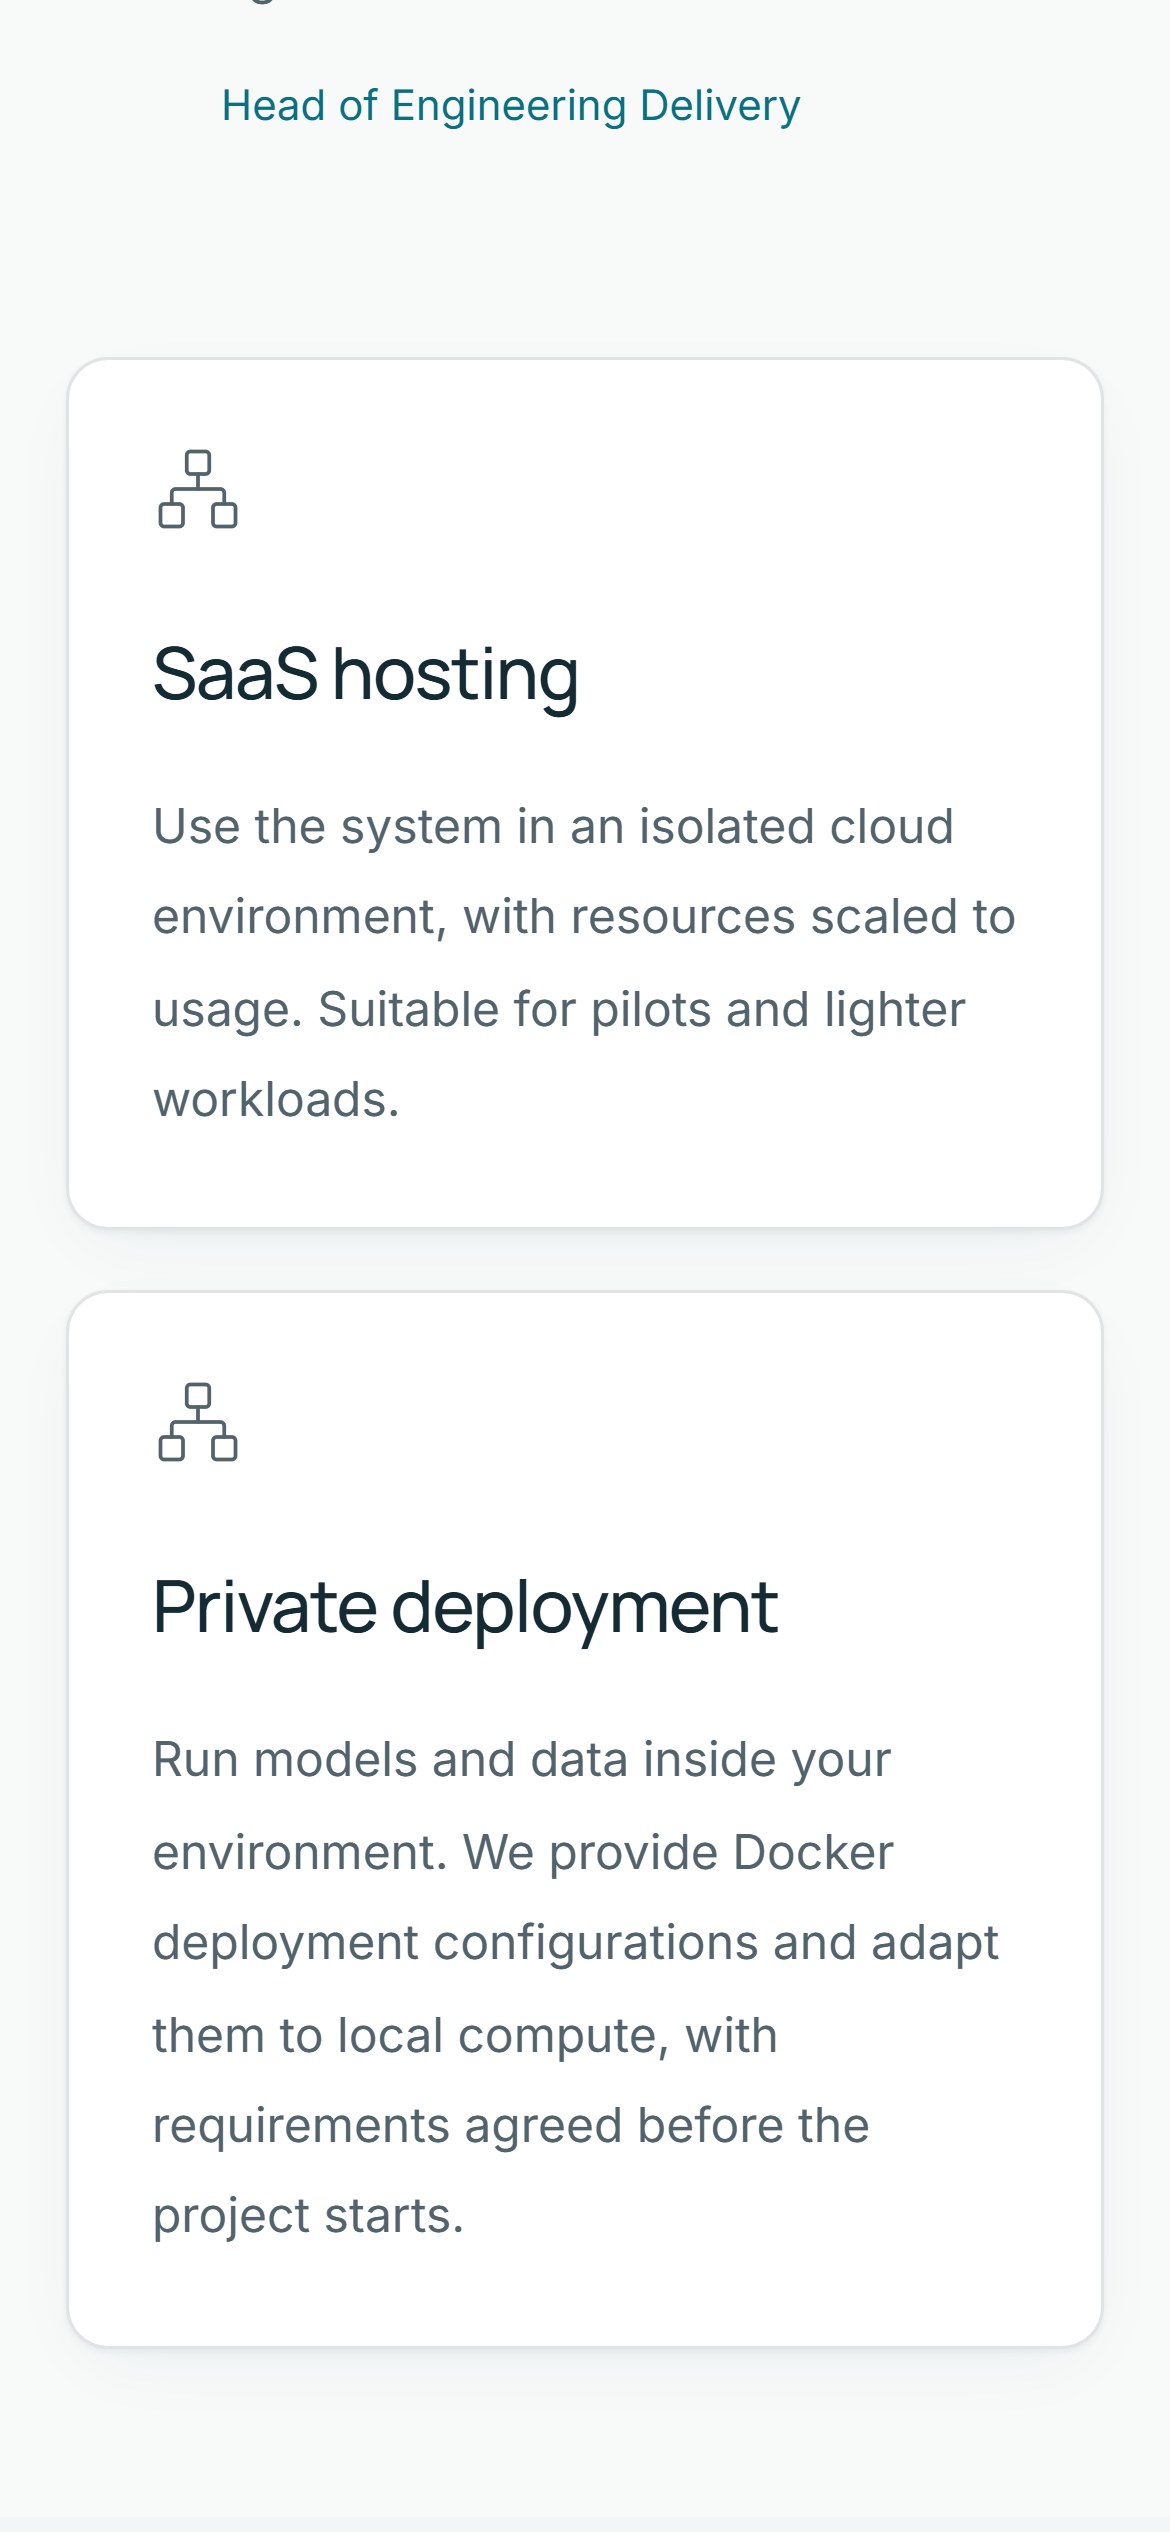 Head of Engineering Delivery
SaaS hosting
Use the system in an isolated cloud
environment, with resources scaled to
usage. Suitable for pilots and lighter
workloads.
Private deployment
Run models and data inside your
environment. We provide Docker
deployment configurations and adapt
them to local compute, with
requirements agreed before the
project starts.